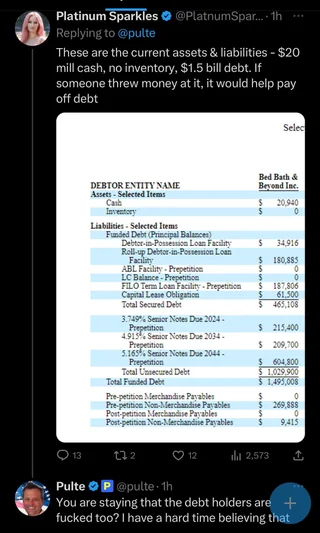 Platinum Sparkles @PlatnumSpar... · 1h
Replying to @pulte
These are the current assets & liabilities - $20
mill cash, no inventory, $1.5 bill debt. If
someone threw money at it, it would help pay
off debt
Selec
Bed Bath &
DEBTOR ENTITY NAME Beyond Inc.
Assets - Selected Items
Cash $ 20,940
Inventory $ 0
Liabilities - Selected Items
Funded Debt (Principal Balances)
Debtor-in-Possession Loan Facility $ 34,916
Roll-up Debtor-in-Possession Loan
Facility $ 180,885
ABL Facility - Prepetition $ 0
LC Balance - Prepetition $ 0
FILO Term Loan Facility - Prepetition $ 187,806
Capital Lease Obligation $ 61,500
Total Secured Debt $ 465,108
3.749% Senior Notes Due 2024 -
Prepetition $ 215,400
4.915% Senior Notes Due 2034 -
Prepetition $ 209,700
5.165% Senior Notes Due 2044 -
Prepetition $ 604,800
Total Unsecured Debt $ 1,029,900
Total Funded Debt $ 1,495,008
Pre-petition Merchandise Payables $ 0
Pre-petition Non-Merchandise Payables $ 269,888
Post-petition Merchandise Payables $ 0
Post-petition Non-Merchandise Payables $ 9,415
13 2 12 2,573
Pulte P @pulte · 1h
You are staying that the debt holders are
fucked too? I have a hard time believing that